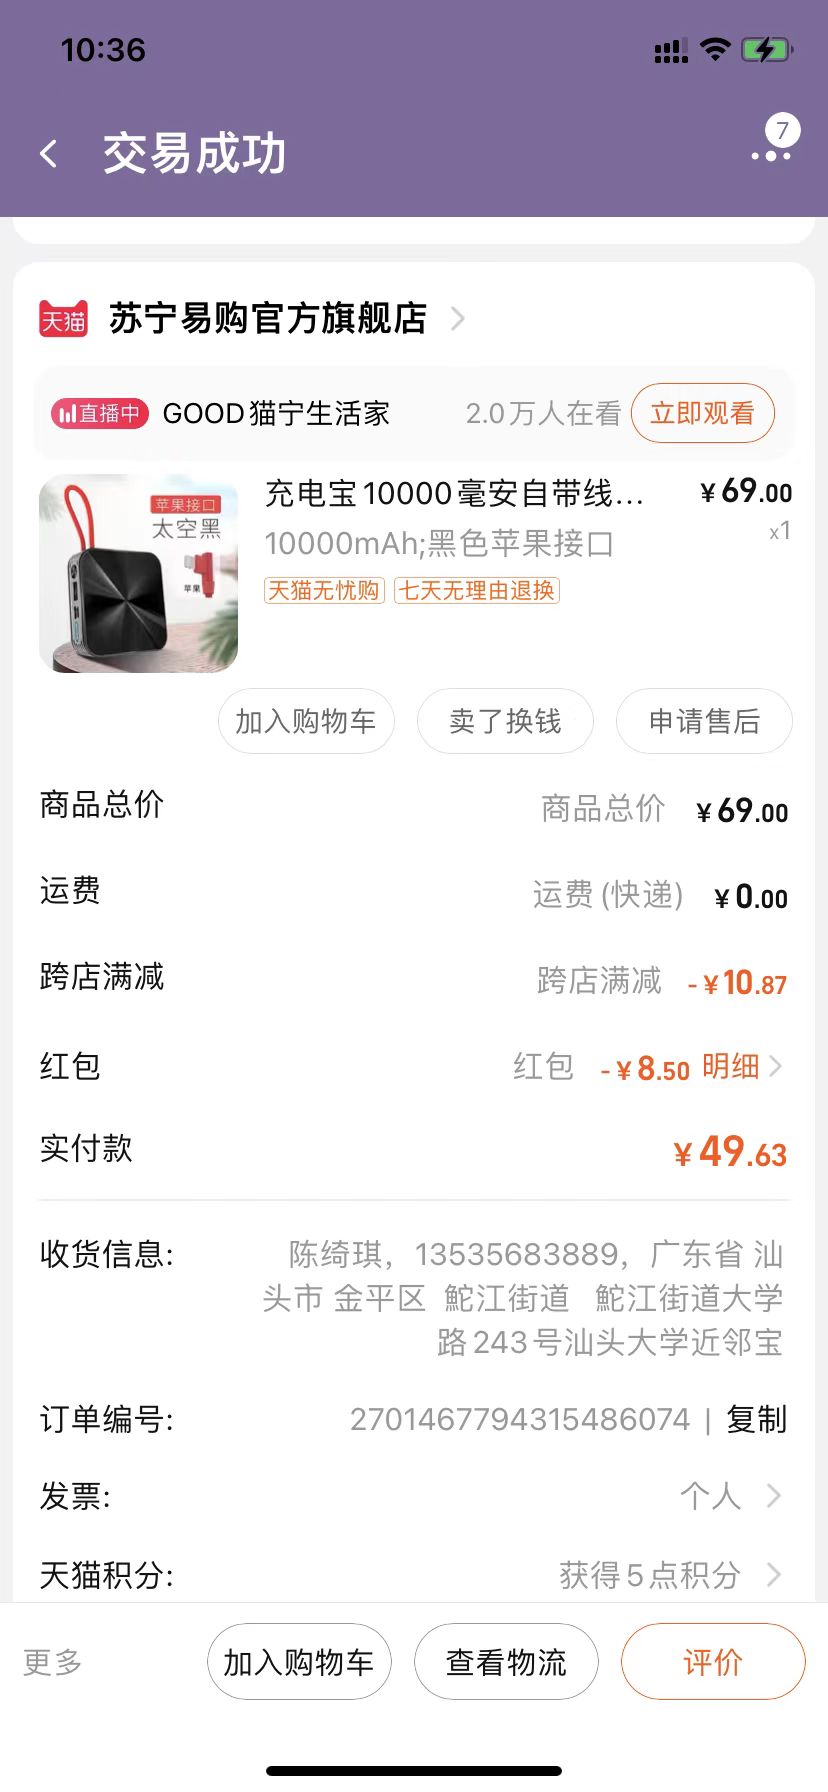 10:36
交易成功
7
天猫 苏宁易购官方旗舰店
直播中 GOOD猫宁生活家 2.0万人在看 立即观看
苹果接口
太空黑
苹果
充电宝10000毫安自带线... ¥69.00
10000mAh;黑色苹果接口 x1
天猫无忧购 七天无理由退换
加入购物车 卖了换钱 申请售后
商品总价 商品总价 ¥69.00
运费 运费(快递) ¥0.00
跨店满减 跨店满减 -¥10.87
红包 红包 -¥8.50 明细
实付款 ¥49.63
收货信息: 陈绮琪，13535683889，广东省 汕
头市 金平区 鮀江街道 鮀江街道大学
路243号汕头大学近邻宝
订单编号: 2701467794315486074 | 复制
发票: 个人
天猫积分: 获得5点积分
更多 加入购物车 查看物流 评价